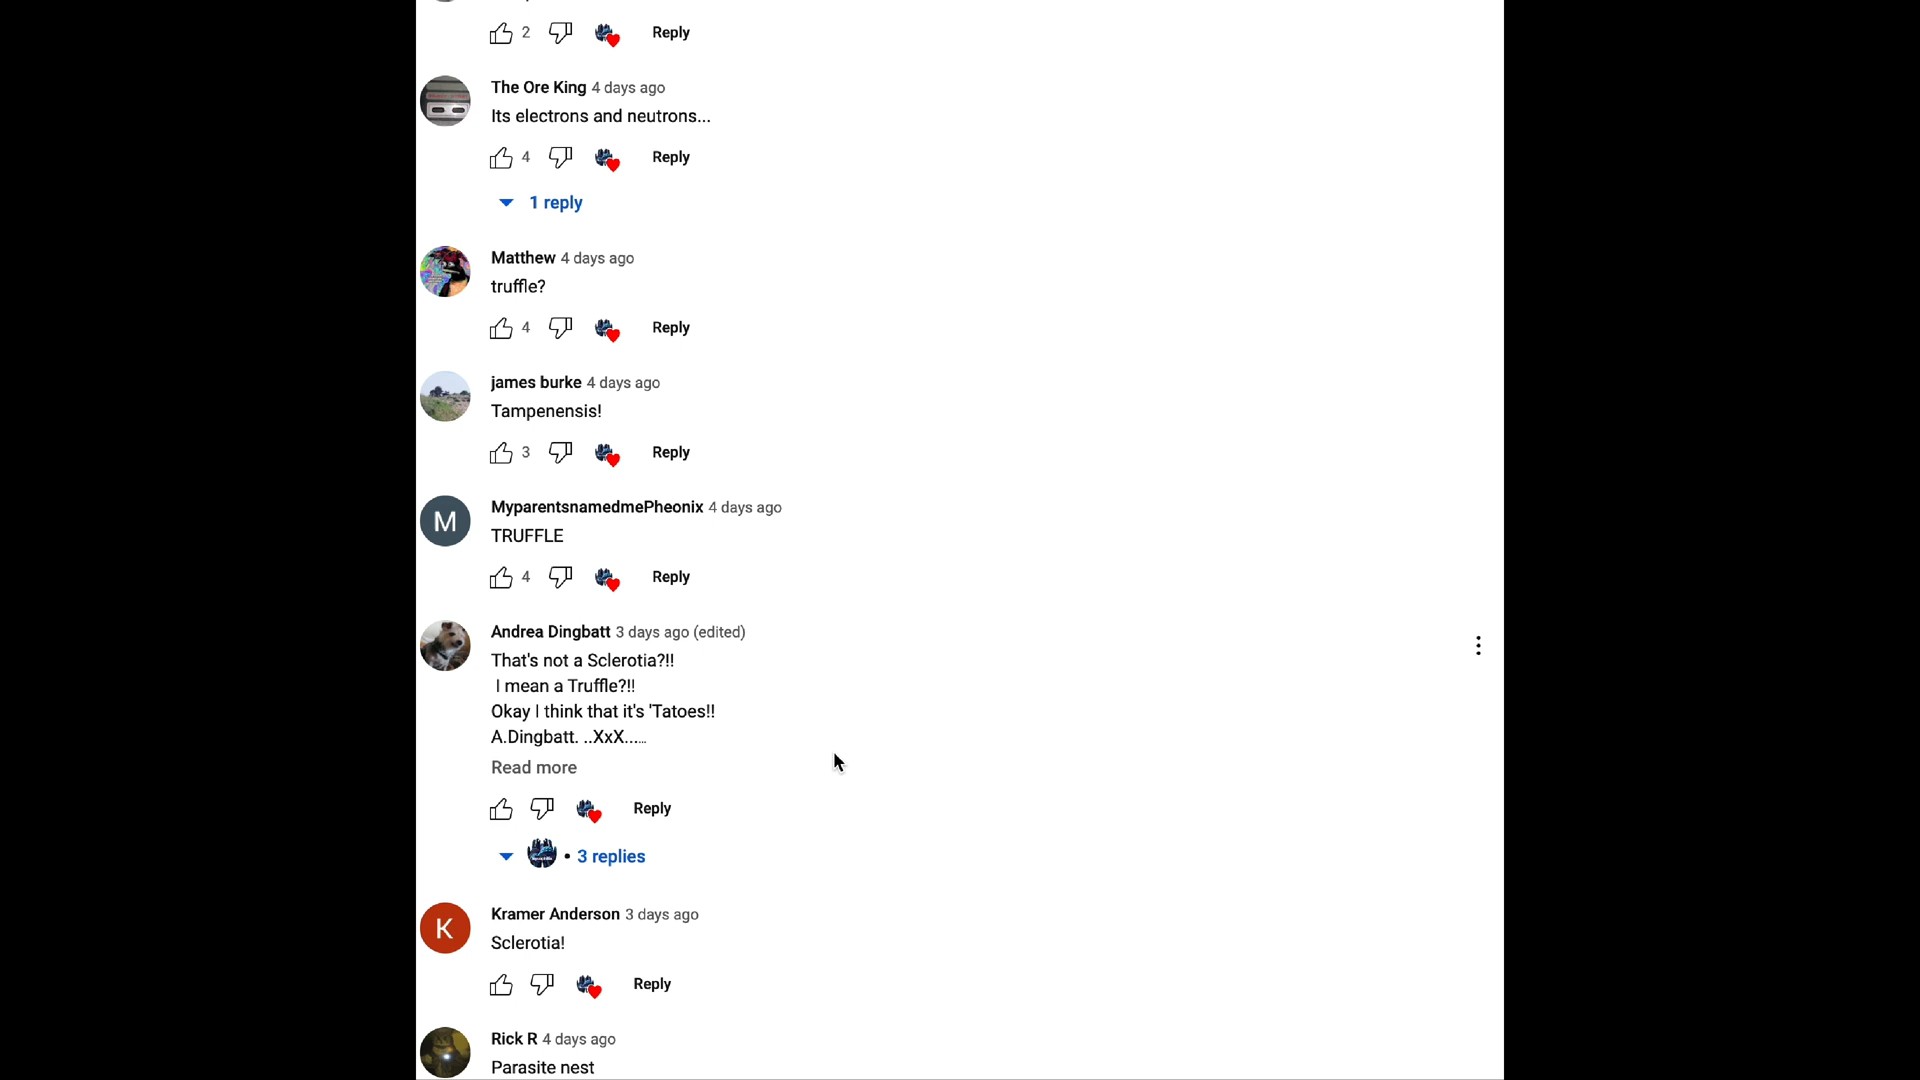 2
Reply
The Ore King 4 days ago
Its electrons and neutrons...
4
Reply
1 reply
Matthew 4 days ago
truffle?
4
Reply
james burke 4 days ago
Tampenensis!
3
Reply
M
MyparentsnamedmePheonix 4 days ago
TRUFFLE
4
Reply
Andrea Dingbatt 3 days ago (edited)
That's not a Sclerotia?!!
I mean a Truffle?!!
Okay I think that it's 'Tatoes!!
A.Dingbatt. ..XxX...…
Read more
Reply
• 3 replies
K
Kramer Anderson 3 days ago
Sclerotia!
Reply
Rick R 4 days ago
Parasite nest